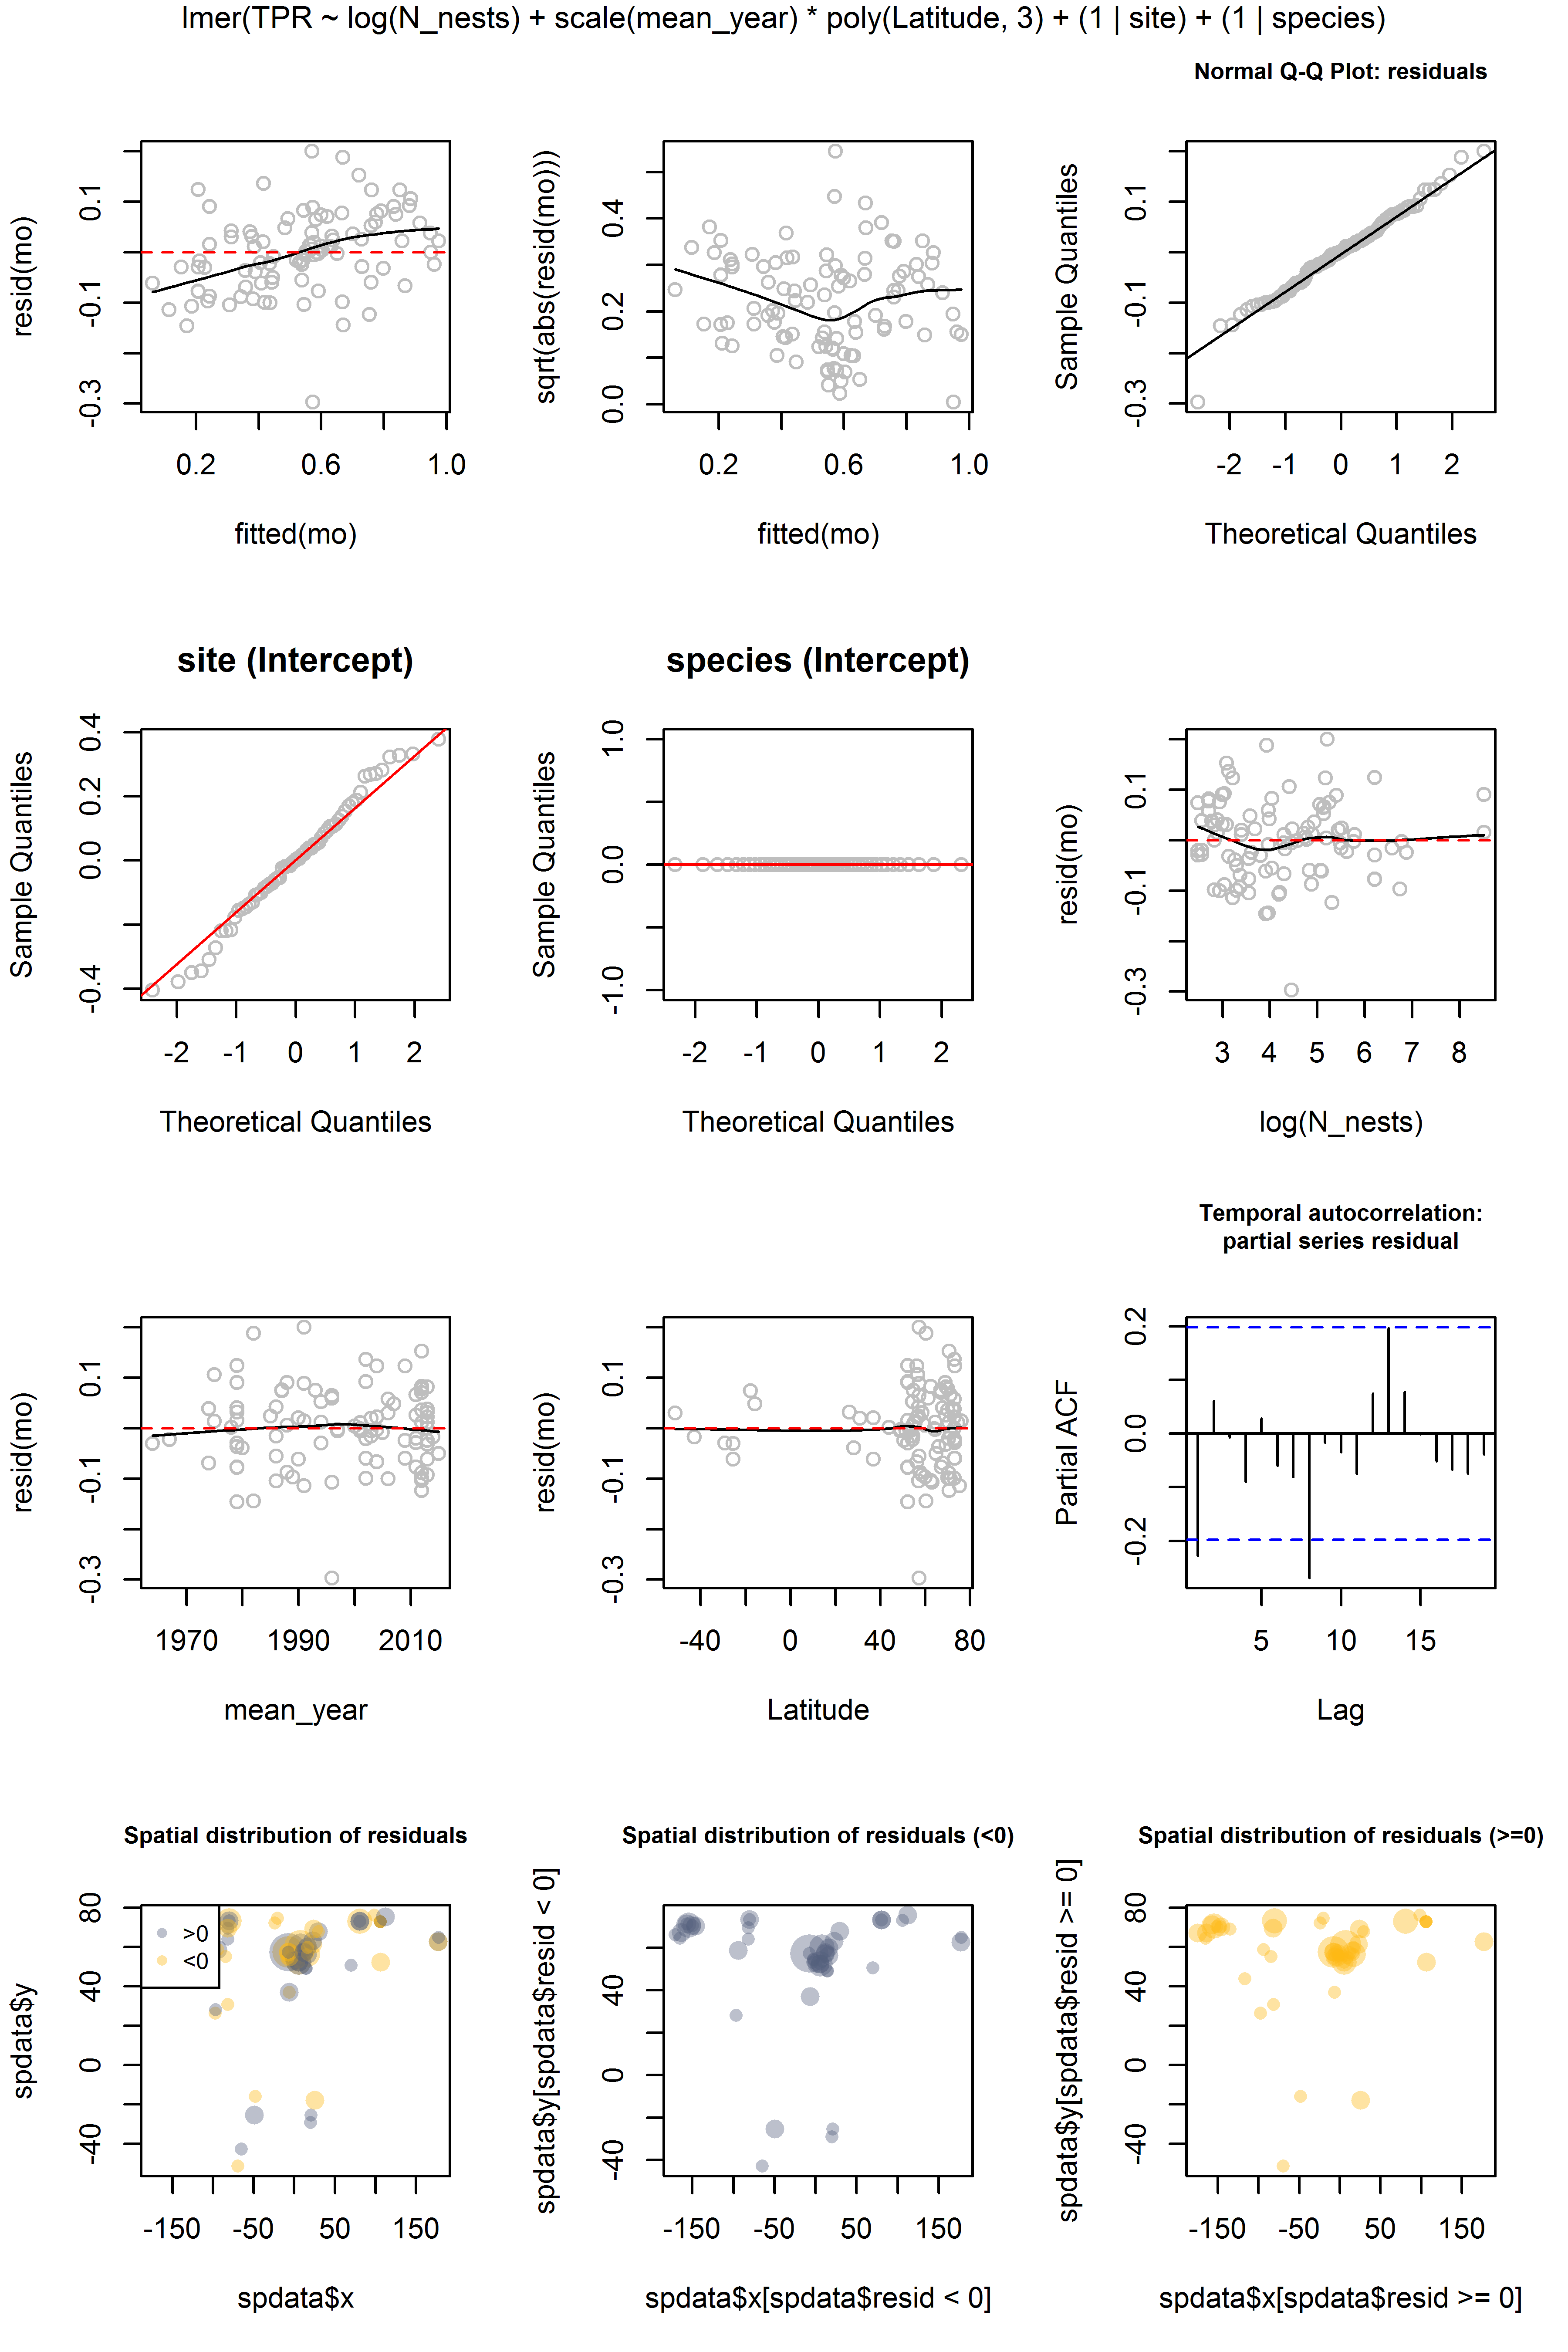 lmer(TPR ~ log(N_nests) + scale(mean_year) * poly(Latitude, 3) + (1 | site) + (1 | species)
resid(mo)
0.1
-0.1
-0.3
0.2 0.6 1.0
fitted(mo)
sqrt(abs(resid(mo)))
0.4
0.2
0.0
0.2 0.6 1.0
fitted(mo)
Normal Q-Q Plot: residuals
Sample Quantiles
0.1
-0.1
-0.3
-2 -1 0 1 2
Theoretical Quantiles
site (Intercept)
Sample Quantiles
0.4
0.2
0.0
-0.4
-2 -1 0 1 2
Theoretical Quantiles
species (Intercept)
Sample Quantiles
1.0
0.0
-1.0
-2 -1 0 1 2
Theoretical Quantiles
resid(mo)
0.1
-0.1
-0.3
3 4 5 6 7 8
log(N_nests)
resid(mo)
0.1
-0.1
-0.3
1970 1990 2010
mean_year
resid(mo)
0.1
-0.1
-0.3
-40 0 40 80
Latitude
Temporal autocorrelation:
partial series residual
Partial ACF
0.2
0.0
-0.2
5 10 15
Lag
Spatial distribution of residuals
spdata$y
80
40
0
-40
>0
<0
-150 -50 50 150
spdata$x
Spatial distribution of residuals (<0)
spdata$y[spdata$resid < 0]
40
0
-40
-150 -50 50 150
spdata$x[spdata$resid < 0]
Spatial distribution of residuals (>=0)
spdata$y[spdata$resid >= 0]
80
40
0
-40
-150 -50 50 150
spdata$x[spdata$resid >= 0]